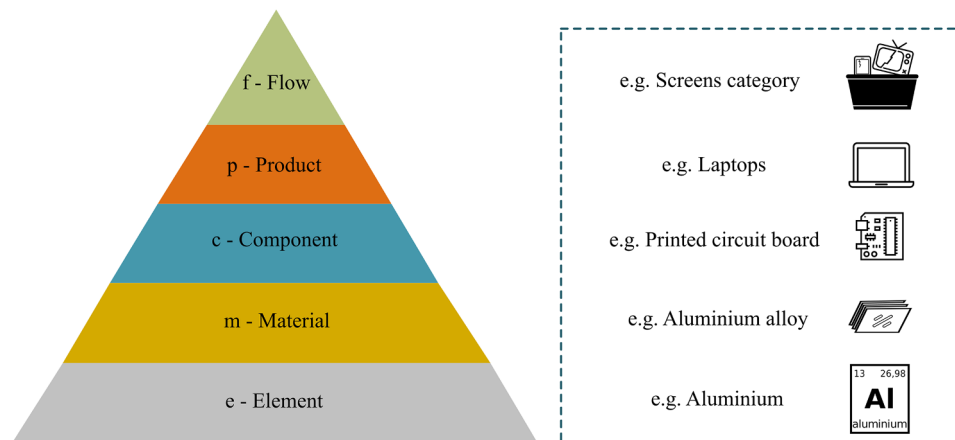 f - Flow
e.g. Screens category
p - Product
e.g. Laptops
c - Component
e.g. Printed circuit board
m - Material
e.g. Aluminium alloy
e - Element
e.g. Aluminium
13 26,98
Al
aluminium